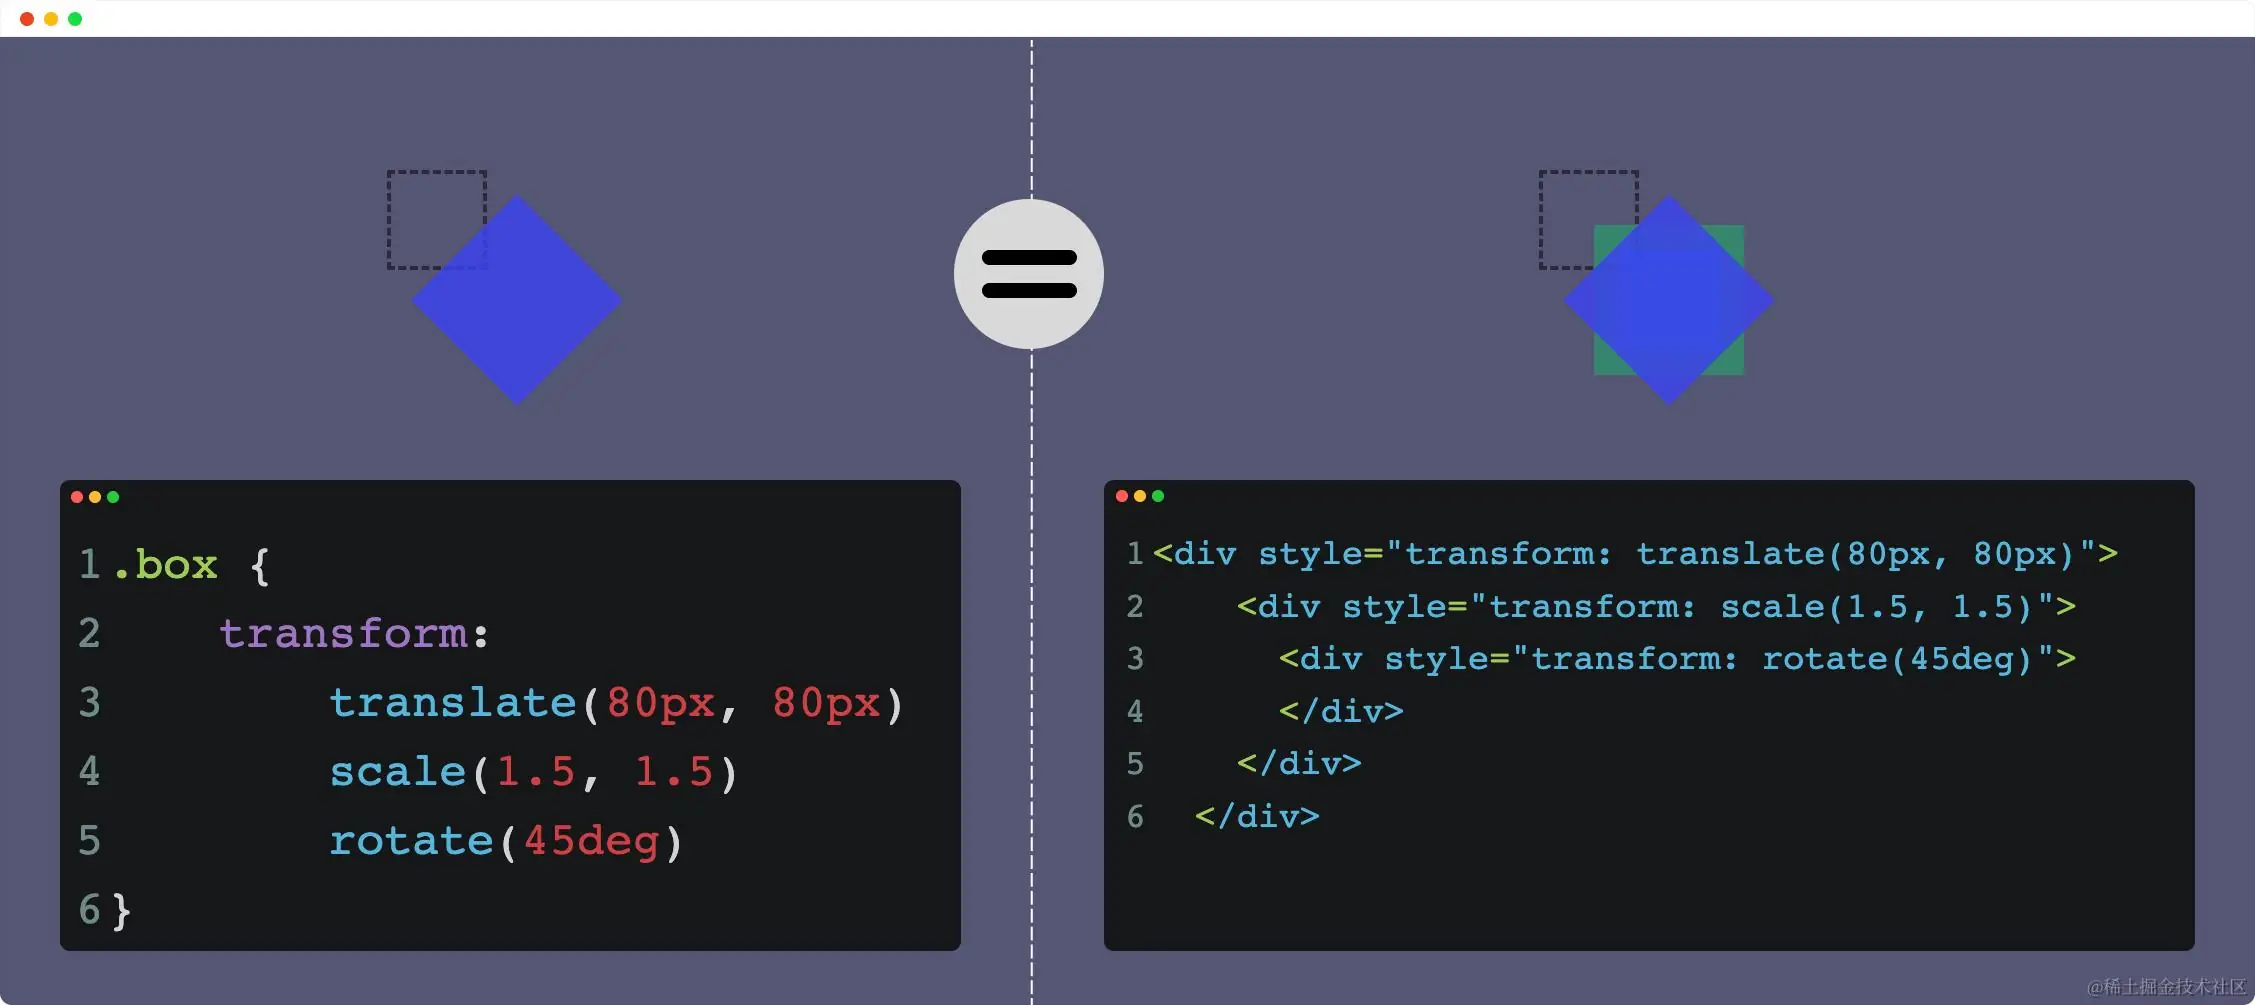 1 .box {
2 transform:
3 translate(80px, 80px)
4 scale(1.5, 1.5)
5 rotate(45deg)
6 }
1 <div style="transform: translate(80px, 80px)">
2 <div style="transform: scale(1.5, 1.5)">
3 <div style="transform: rotate(45deg)">
4 </div>
5 </div>
6 </div>
@稀土掘金技术社区